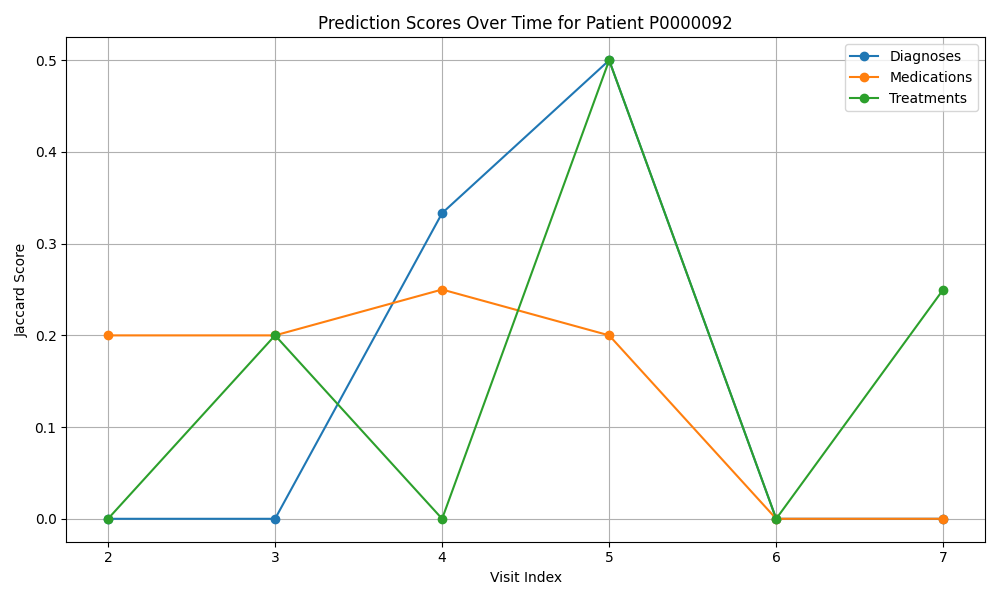 Prediction Scores Over Time for Patient P0000092
Diagnoses
Medications
Treatments
Jaccard Score
0.5
0.4
0.3
0.2
0.1
0.0
2 3 4 5 6 7
Visit Index